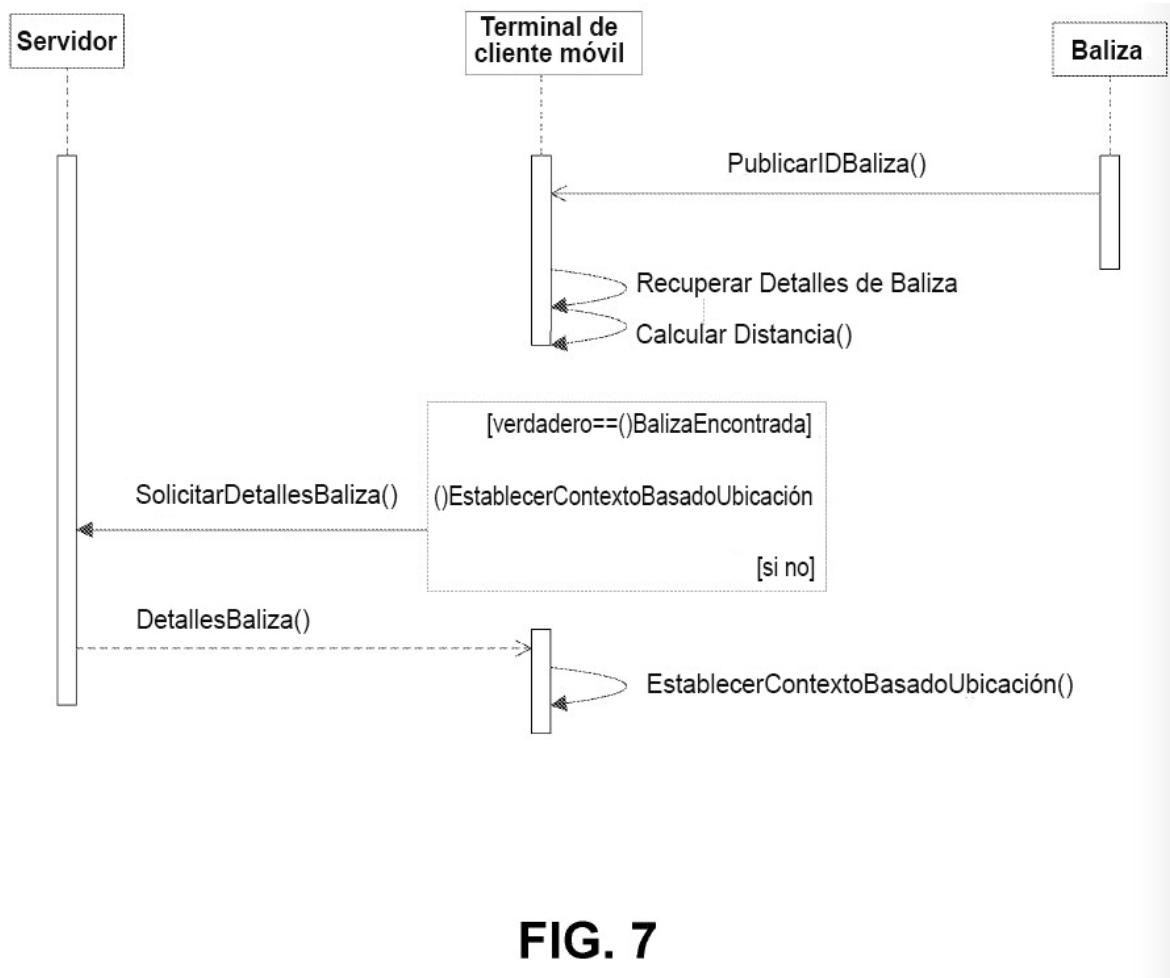 Servidor
Terminal de
cliente móvil
Baliza
PublicarIDBaliza()
Recuperar Detalles de Baliza
Calcular Distancia()
[verdadero==()BalizaEncontrada]
SolicitarDetallesBaliza()
()EstablecerContextoBasadoUbicación
[si no]
DetallesBaliza()
EstablecerContextoBasadoUbicación()
FIG. 7